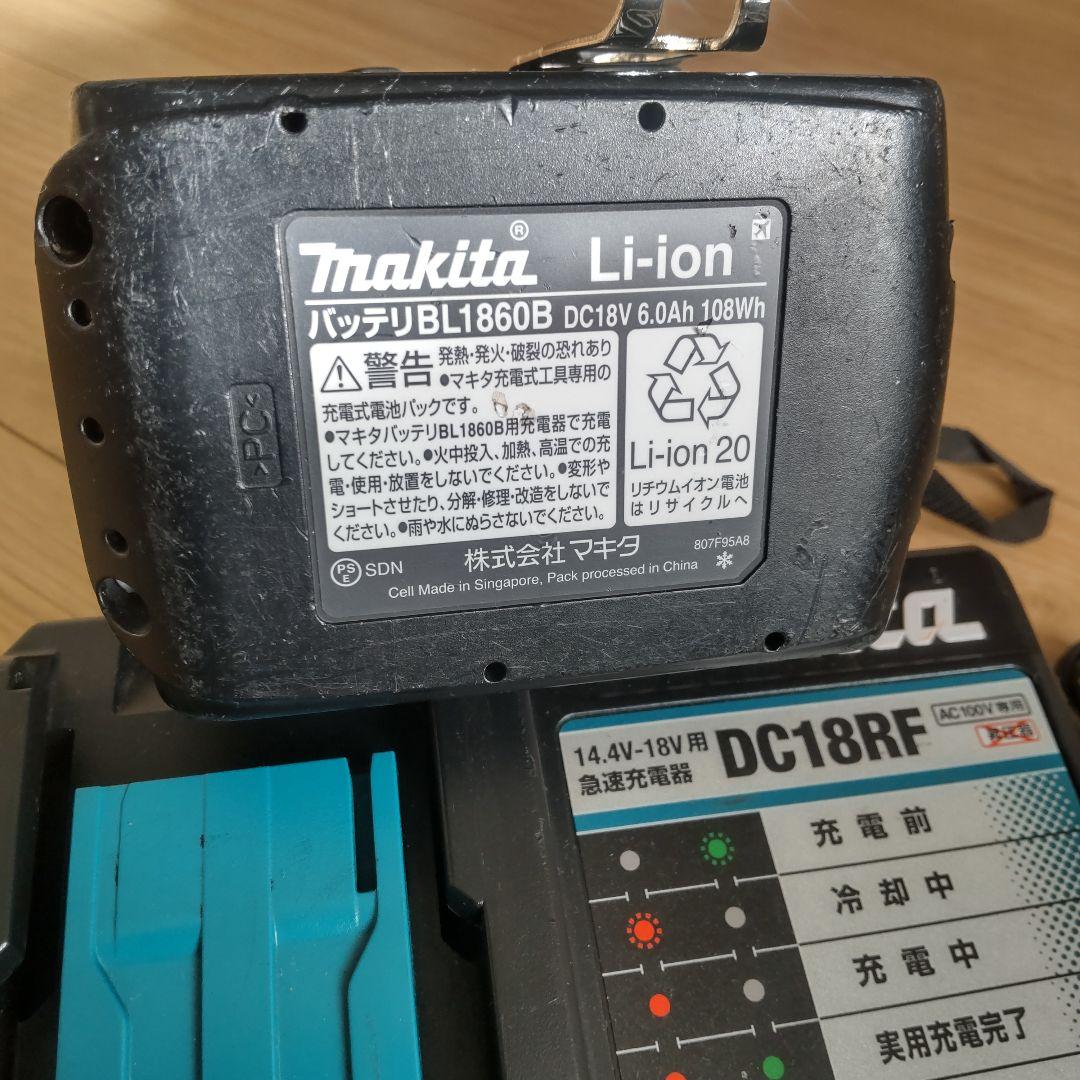 makita® Li-ion
バッテリBL1860B DC18V 6.0Ah 108Wh
警告 発熱・発火・破裂の恐れあり
●マキタ充電式工具専用の
充電式電池パックです。
●マキタバッテリBL1860B用充電器で充電
してください。●火中投入、加熱、高温での充
電・使用・放置をしないでください。●変形や
ショートさせたり、分解・修理・改造をしないで
ください。●雨や水にぬらさないでください。
Li-ion 20
リチウムイオン電池
はリサイクルへ
PSE SDN
株式会社マキタ
807F95A8
Cell Made in Singapore, Pack processed in China
>PC<
ta
14.4V-18V用
急速充電器
DC18RF
AC100V専用
充電前
冷却中
充電中
実用充電完了